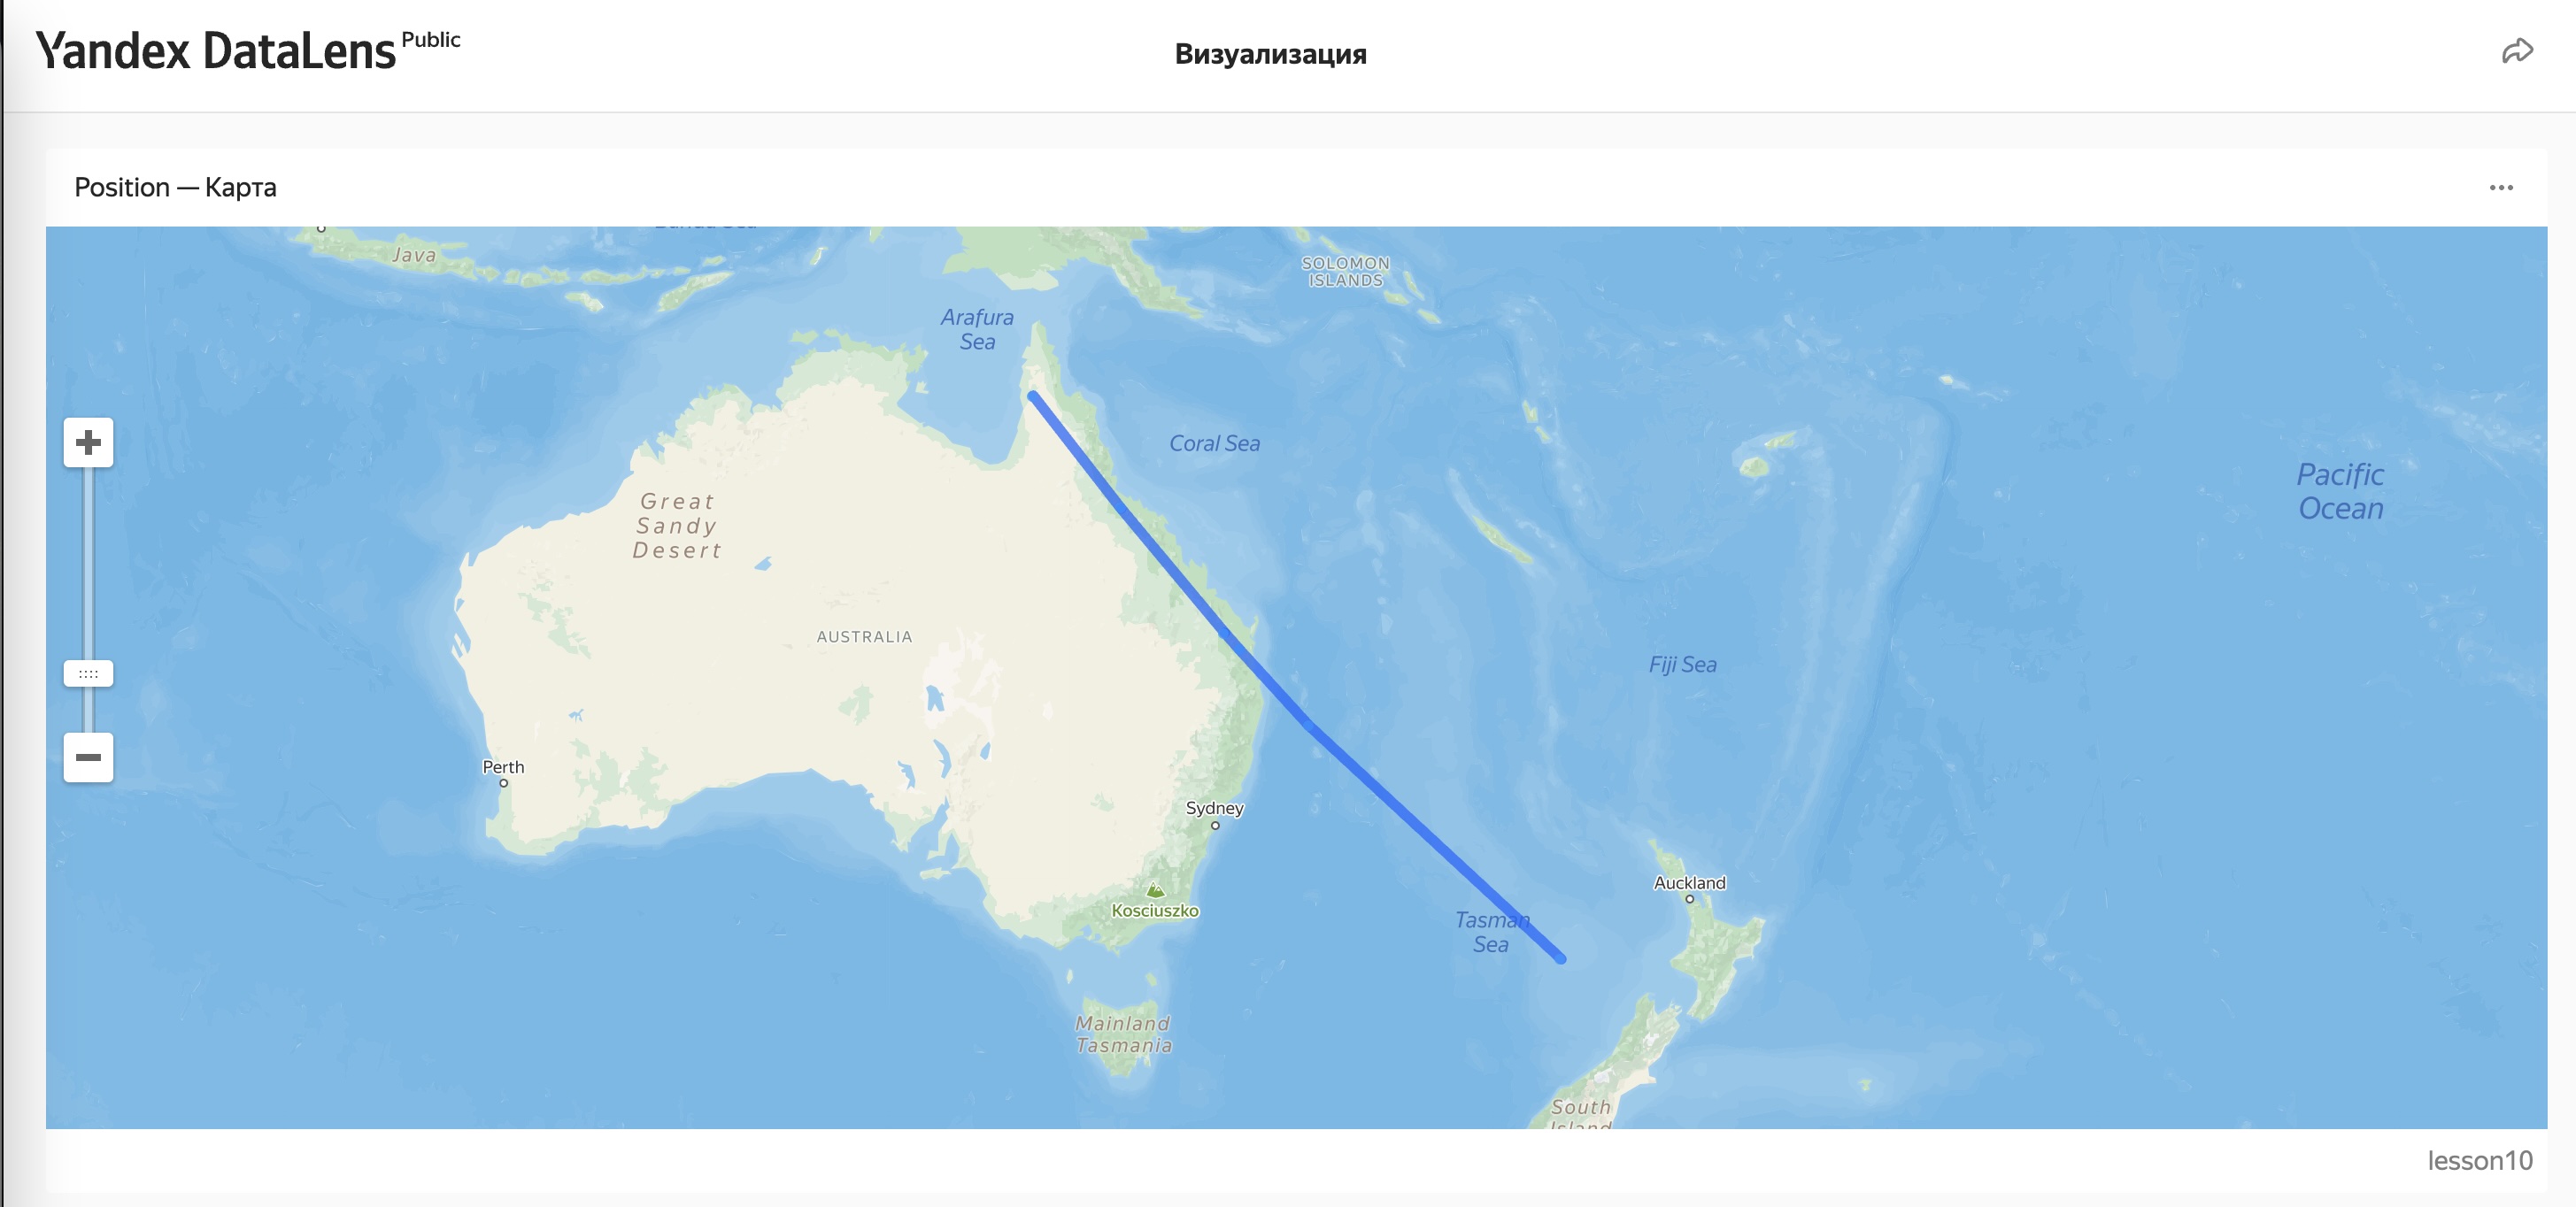 Yandex DataLens Public
Визуализация
Position — Карта
Java
SOLOMON
ISLANDS
Arafura
Sea
Coral Sea
Pacific
Ocean
Great
Sandy
Desert
AUSTRALIA
Fiji Sea
Perth
Sydney
Auckland
Kosciuszko
Tasman
Sea
Mainland
Tasmania
South
Island
lesson10